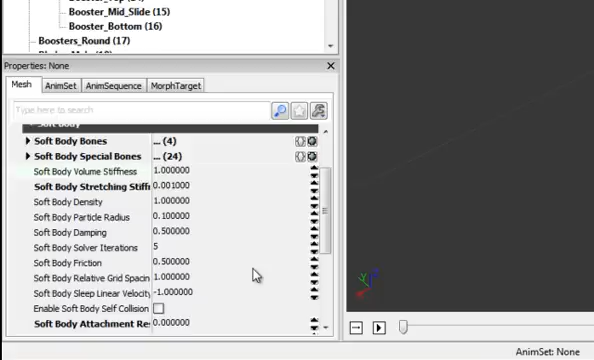 Booster_Mid_Slide (15)
Booster_Bottom (16)
Boosters_Round (17)
Properties: None
Mesh AnimSet AnimSequence MorphTarget
Type here to search
Soft Body
Soft Body Bones ... (4)
Soft Body Special Bones ... (24)
Soft Body Volume Stiffness 1.000000
Soft Body Stretching Stiffn 0.001000
Soft Body Density 1.000000
Soft Body Particle Radius 0.100000
Soft Body Damping 0.500000
Soft Body Solver Iterations 5
Soft Body Friction 0.500000
Soft Body Relative Grid Spacin 1.000000
Soft Body Sleep Linear Velocity -1.000000
Enable Soft Body Self Collision
Soft Body Attachment Re 0.000000
AnimSet: None